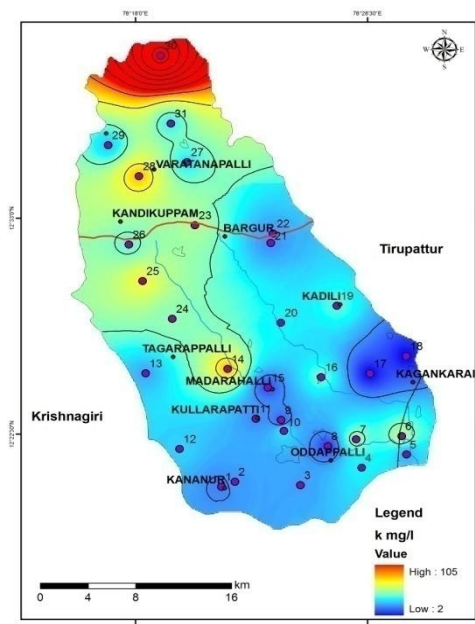 78°18'0"E 78°28'30"E
N
W E
S
30
31
29
27
28 VARATANAPALLI
KANDIKUPPAM 23
BARGUR 22
26 21
Tirupattur
25
KADILI 19
24 20
TAGARAPPALLI
18
13 14 16 17
MADARAHALLI 15 KAGANKARAI
Krishnagiri
KULLARAPATTI 11 9
10
7 6
12 8
ODDAPPALLI 5
4
KANANUR 1 2 3
12°33'0"N
12°22'30"N
Legend
k mg/l
Value
High : 105
Low : 2
km
0 4 8 16